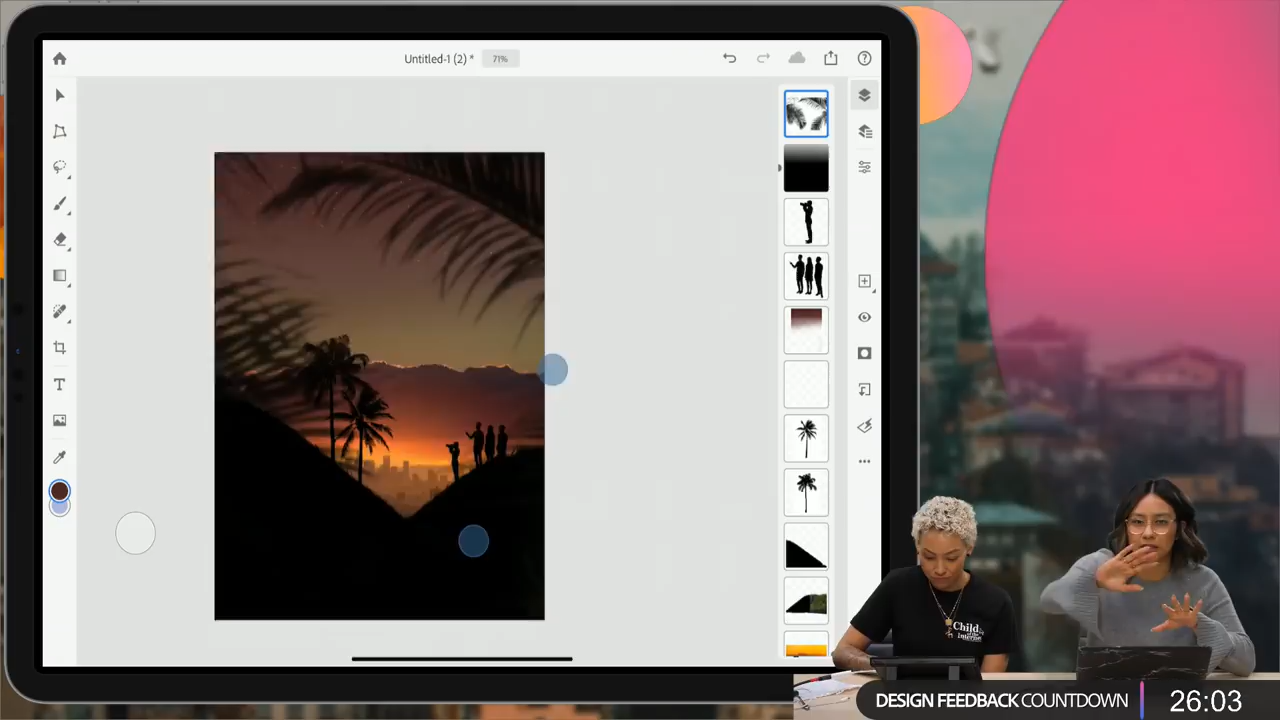 Untitled-1 (2) *
71%
T
Child
of the
Internet
DESIGN FEEDBACK COUNTDOWN
26:03